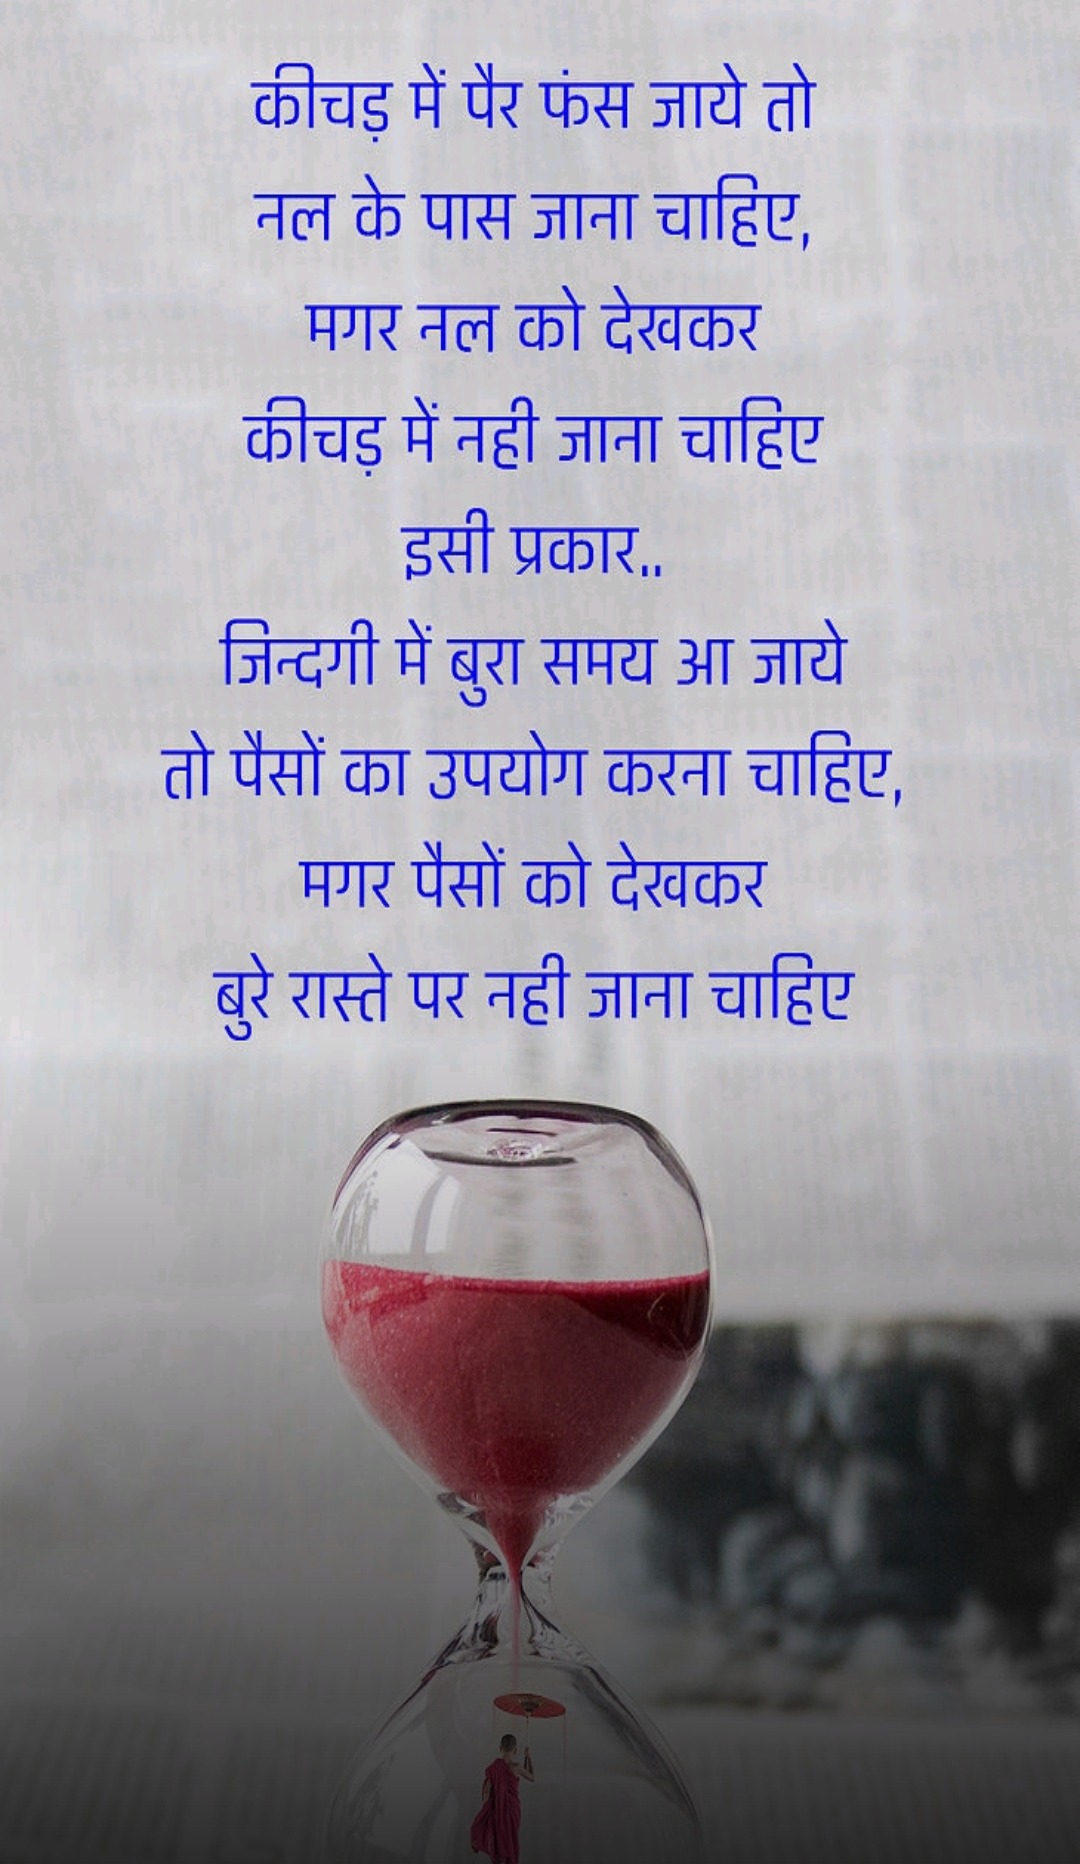 कीचड़ में पैर फंस जाये तो
नल के पास जाना चाहिए,
मगर नल को देखकर
कीचड़ में नही जाना चाहिए
इसी प्रकार..
जिन्दगी में बुरा समय आ जाये
तो पैसों का उपयोग करना चाहिए,
मगर पैसों को देखकर
बुरे रास्ते पर नही जाना चाहिए